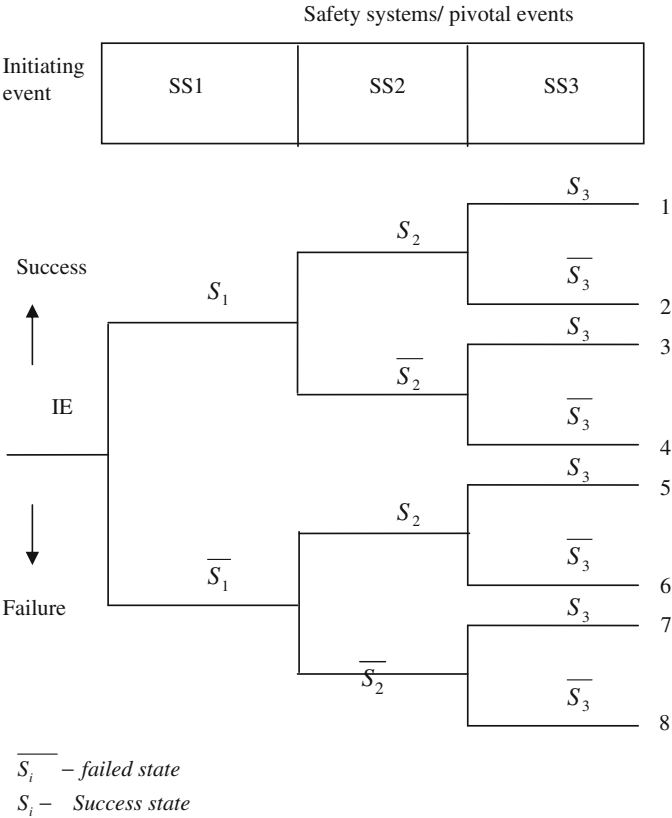 Safety systems/ pivotal events
Initiating event
SS1
SS2
SS3
S₃
1
S₂
S̅₃
2
Success
S₁
S₃
3
S̅₂
S̅₃
4
IE
S₃
5
S₂
S̅₃
6
S̅₁
Failure
S₃
7
S̅₂
S̅₃
8
S̅ᵢ – failed state
Sᵢ – Success state